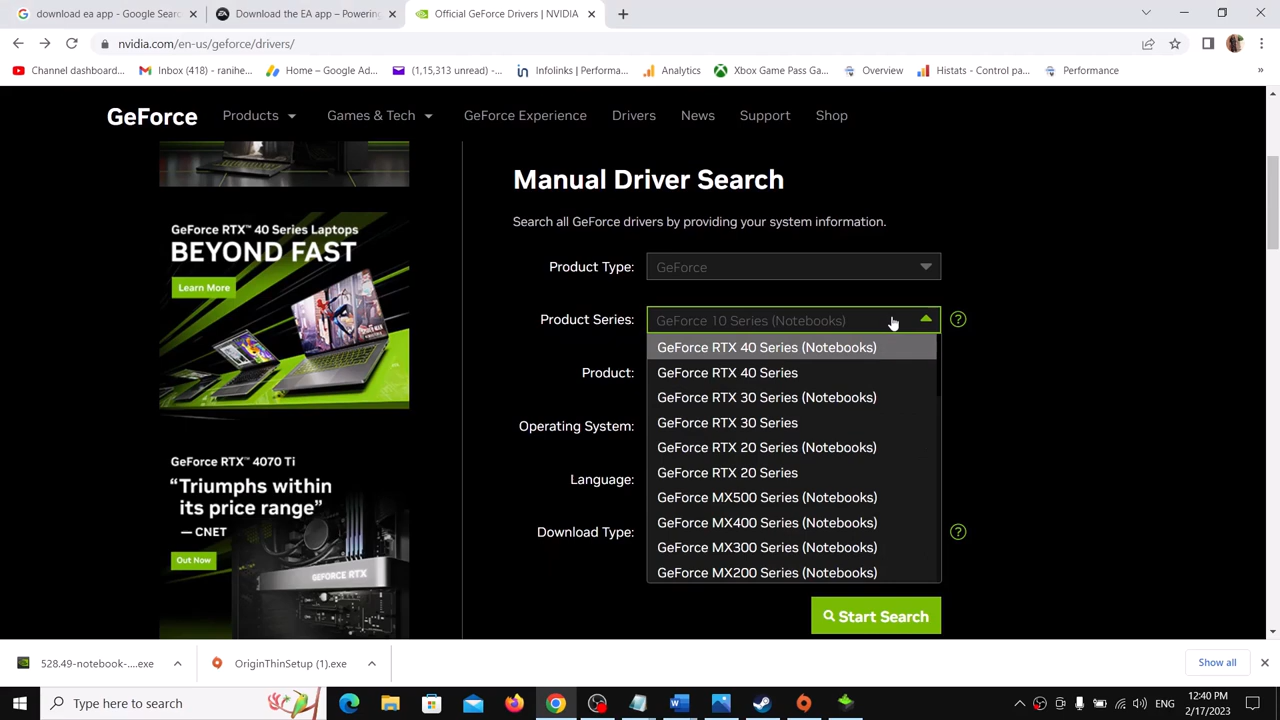 download ea app - Google Searc
Download the EA app – Powering
Official GeForce Drivers | NVIDIA
nvidia.com/en-us/geforce/drivers/
Channel dashboard...
Inbox (418) - ranihe...
Home – Google Ad...
(1,15,313 unread) -...
Infolinks | Performa...
Analytics
Xbox Game Pass Ga...
Overview
Histats - Control pa...
Performance
»
GeForce
Products
Games & Tech
GeForce Experience
Drivers
News
Support
Shop
GeForce RTX™ 40 Series Laptops
BEYOND FAST
Learn More
GeForce RTX™ 4070 Ti
“Triumphs within
its price range”
— CNET
Out Now
GEFORCE RTX
Manual Driver Search
Search all GeForce drivers by providing your system information.
Product Type:
GeForce
Product Series:
GeForce 10 Series (Notebooks)
?
GeForce RTX 40 Series (Notebooks)
GeForce RTX 40 Series
GeForce RTX 30 Series (Notebooks)
GeForce RTX 30 Series
GeForce RTX 20 Series (Notebooks)
GeForce RTX 20 Series
GeForce MX500 Series (Notebooks)
GeForce MX400 Series (Notebooks)
GeForce MX300 Series (Notebooks)
GeForce MX200 Series (Notebooks)
Product:
Operating System:
Language:
Download Type:
?
Start Search
528.49-notebook-....exe
OriginThinSetup (1).exe
Show all
Type here to search
ENG
12:40 PM
2/17/2023